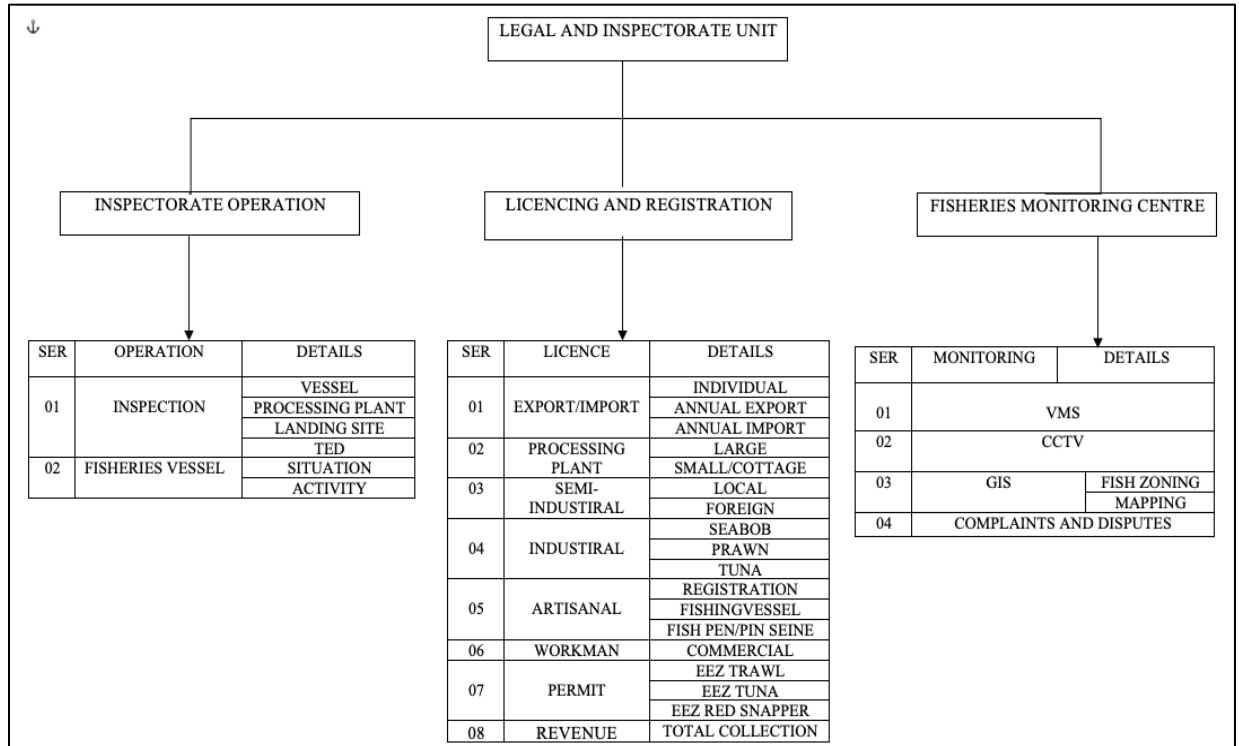 LEGAL AND INSPECTORATE UNIT
INSPECTORATE OPERATION
LICENCING AND REGISTRATION
FISHERIES MONITORING CENTRE
SER OPERATION DETAILS
01 INSPECTION VESSEL
PROCESSING PLANT
LANDING SITE
TED
02 FISHERIES VESSEL SITUATION
ACTIVITY
SER LICENCE DETAILS
01 EXPORT/IMPORT INDIVIDUAL
ANNUAL EXPORT
ANNUAL IMPORT
02 PROCESSING LARGE
PLANT SMALL/COTTAGE
03 SEMI- LOCAL
INDUSTIRAL FOREIGN
04 INDUSTIRAL SEABOB
PRAWN
TUNA
05 ARTISANAL REGISTRATION
FISHINGVESSEL
FISH PEN/PIN SEINE
06 WORKMAN COMMERCIAL
07 PERMIT EEZ TRAWL
EEZ TUNA
EEZ RED SNAPPER
08 REVENUE TOTAL COLLECTION
SER MONITORING DETAILS
01 VMS
02 CCTV
03 GIS FISH ZONING
MAPPING
04 COMPLAINTS AND DISPUTES